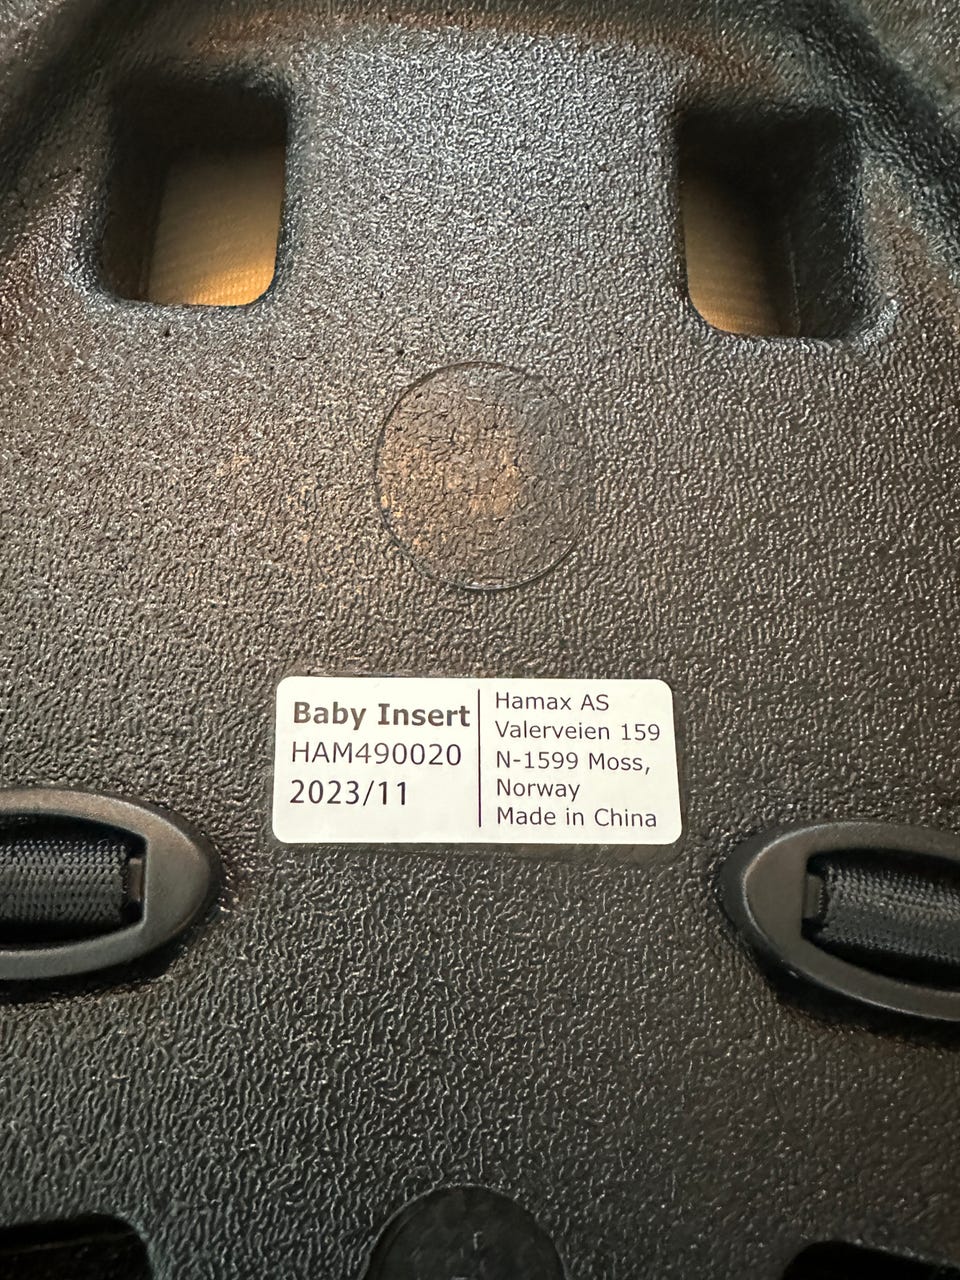 Baby Insert
HAM490020
2023/11
Hamax AS
Valerveien 159
N-1599 Moss,
Norway
Made in China